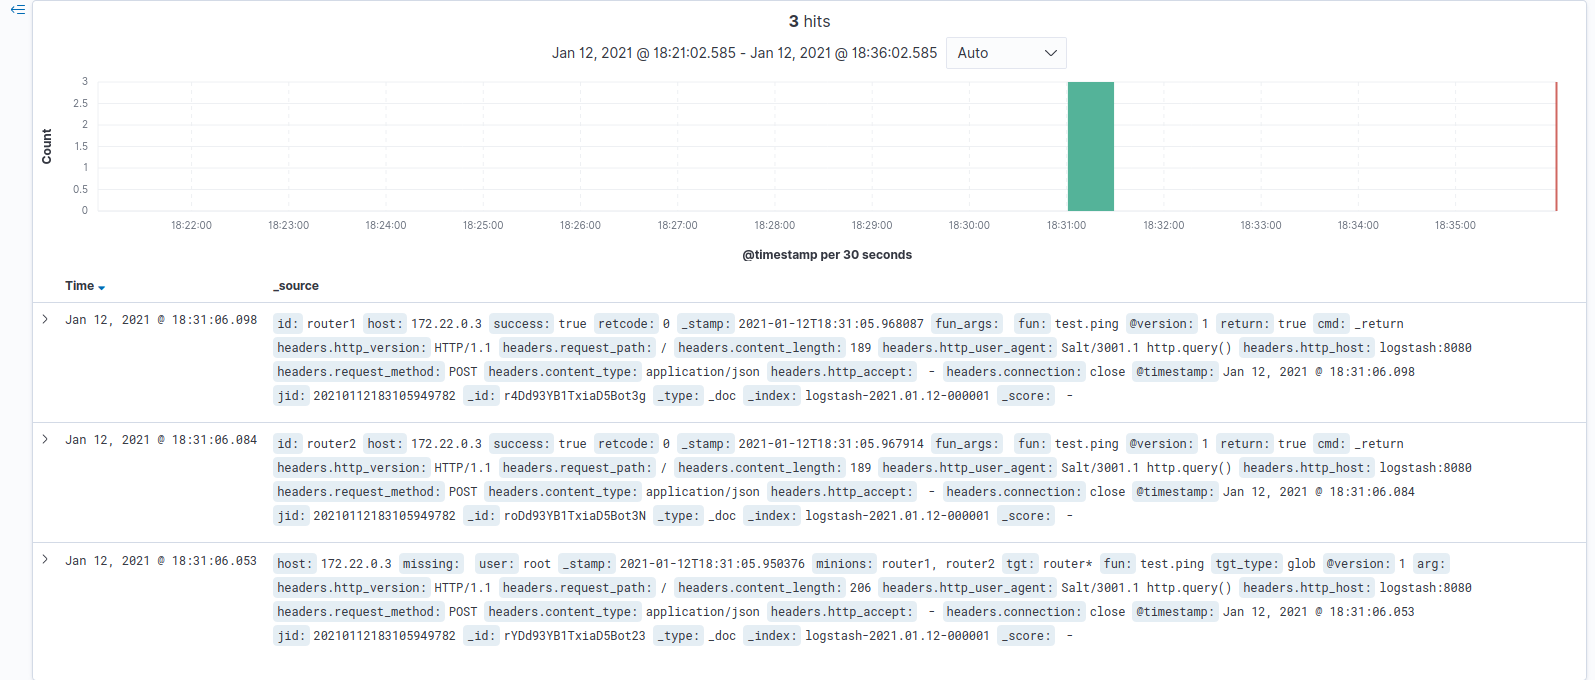 3 hits
Jan 12, 2021 @ 18:21:02.585 - Jan 12, 2021 @ 18:36:02.585 Auto
3
2.5
2
1.5
1
0.5
0
Count
18:22:00 18:23:00 18:24:00 18:25:00 18:26:00 18:27:00 18:28:00 18:29:00 18:30:00 18:31:00 18:32:00 18:33:00 18:34:00 18:35:00
@timestamp per 30 seconds
Time _source
Jan 12, 2021 @ 18:31:06.098 id: router1 host: 172.22.0.3 success: true retcode: 0 _stamp: 2021-01-12T18:31:05.968087 fun_args: fun: test.ping @version: 1 return: true cmd: _return
headers.http_version: HTTP/1.1 headers.request_path: / headers.content_length: 189 headers.http_user_agent: Salt/3001.1 http.query() headers.http_host: logstash:8080
headers.request_method: POST headers.content_type: application/json headers.http_accept: - headers.connection: close @timestamp: Jan 12, 2021 @ 18:31:06.098
jid: 20210112183105949782 _id: r4Dd93YB1TxiaD5Bot3g _type: _doc _index: logstash-2021.01.12-000001 _score: -
Jan 12, 2021 @ 18:31:06.084 id: router2 host: 172.22.0.3 success: true retcode: 0 _stamp: 2021-01-12T18:31:05.967914 fun_args: fun: test.ping @version: 1 return: true cmd: _return
headers.http_version: HTTP/1.1 headers.request_path: / headers.content_length: 189 headers.http_user_agent: Salt/3001.1 http.query() headers.http_host: logstash:8080
headers.request_method: POST headers.content_type: application/json headers.http_accept: - headers.connection: close @timestamp: Jan 12, 2021 @ 18:31:06.084
jid: 20210112183105949782 _id: roDd93YB1TxiaD5Bot3N _type: _doc _index: logstash-2021.01.12-000001 _score: -
Jan 12, 2021 @ 18:31:06.053 host: 172.22.0.3 missing: user: root _stamp: 2021-01-12T18:31:05.950376 minions: router1, router2 tgt: router* fun: test.ping tgt_type: glob @version: 1 arg:
headers.http_version: HTTP/1.1 headers.request_path: / headers.content_length: 206 headers.http_user_agent: Salt/3001.1 http.query() headers.http_host: logstash:8080
headers.request_method: POST headers.content_type: application/json headers.http_accept: - headers.connection: close @timestamp: Jan 12, 2021 @ 18:31:06.053
jid: 20210112183105949782 _id: rYDd93YB1TxiaD5Bot23 _type: _doc _index: logstash-2021.01.12-000001 _score: -